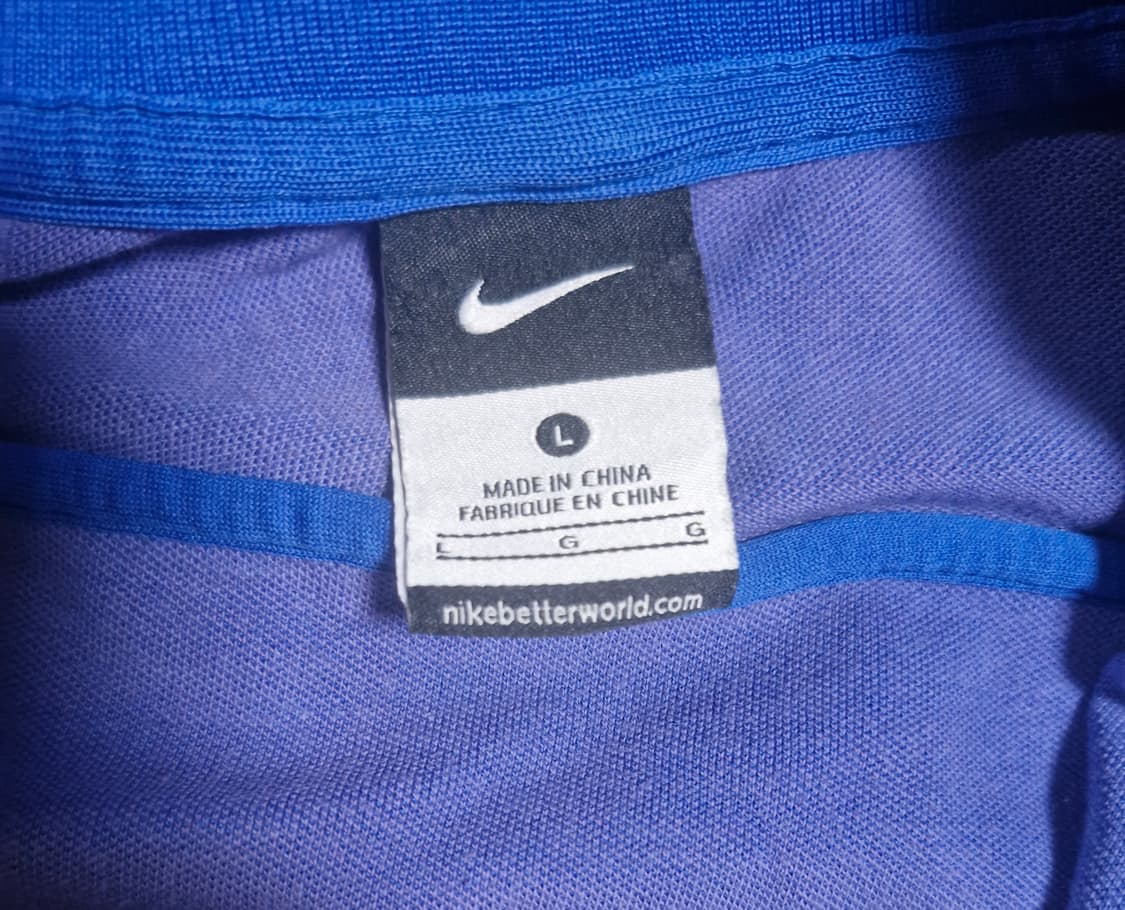 L
MADE IN CHINA
FABRIQUE EN CHINE
L G G
nikebetterworld.com